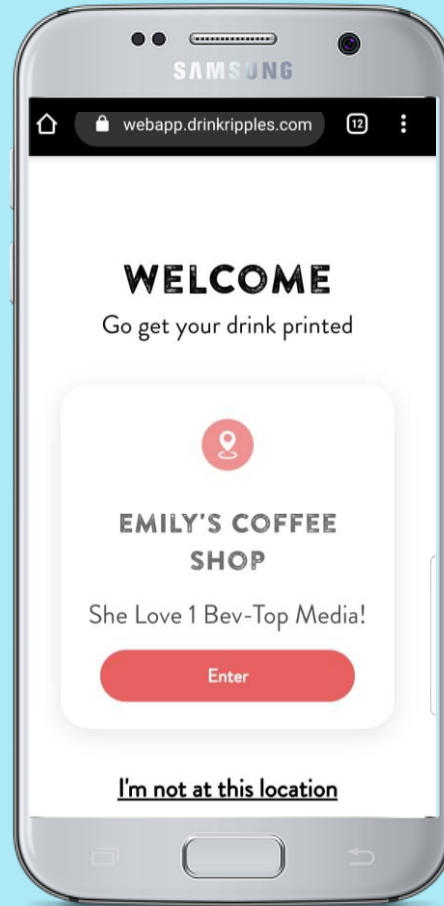 SAMSUNG
webapp.drinkripples.com 12
WELCOME
Go get your drink printed
EMILY'S COFFEE
SHOP
She Love 1 Bev-Top Media!
Enter
I'm not at this location